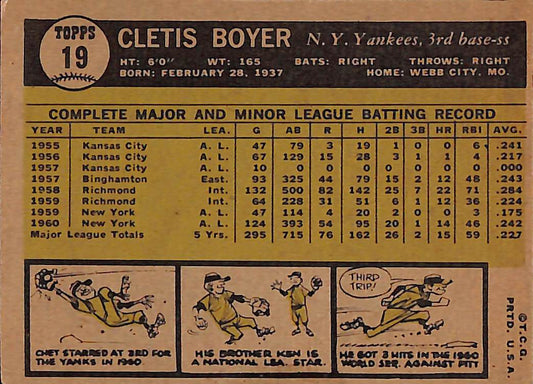 TOPPS
19
CLETIS BOYER N. Y. Yankees, 3rd base-ss
HT: 6'0" WT: 165 BATS: RIGHT THROWS: RIGHT
BORN: FEBRUARY 28, 1937 HOME: WEBB CITY, MO.
COMPLETE MAJOR AND MINOR LEAGUE BATTING RECORD
YEAR TEAM LEA. G AB R H 2B 3B HR RBI AVG.
1955 Kansas City A. L. 47 79 3 19 1 0 0 6 .241
1956 Kansas City A. L. 67 129 15 28 3 1 1 4 .217
1957 Kansas City A. L. 10 0 0 0 0 0 0 0 .000
1957 Binghamton East. 93 325 44 79 15 2 12 48 .243
1958 Richmond Int. 132 500 82 142 25 7 22 71 .284
1959 Richmond Int. 64 228 31 51 6 1 12 36 .224
1959 New York A. L. 47 114 4 20 2 0 0 3 .175
1960 New York A. L. 124 393 54 95 20 1 14 46 .242
Major League Totals 5 Yrs. 295 715 76 162 26 2 15 59 .227
CHET STARRED AT 3RD FOR
THE YANKS IN 1960
HIS BROTHER KEN IS
A NATIONAL LEA. STAR.
THIRD
TRIP!
HE GOT 3 HITS IN THE 1960
WORLD SER. AGAINST PITT
©T.C.G.
PRTD. U.S.A.